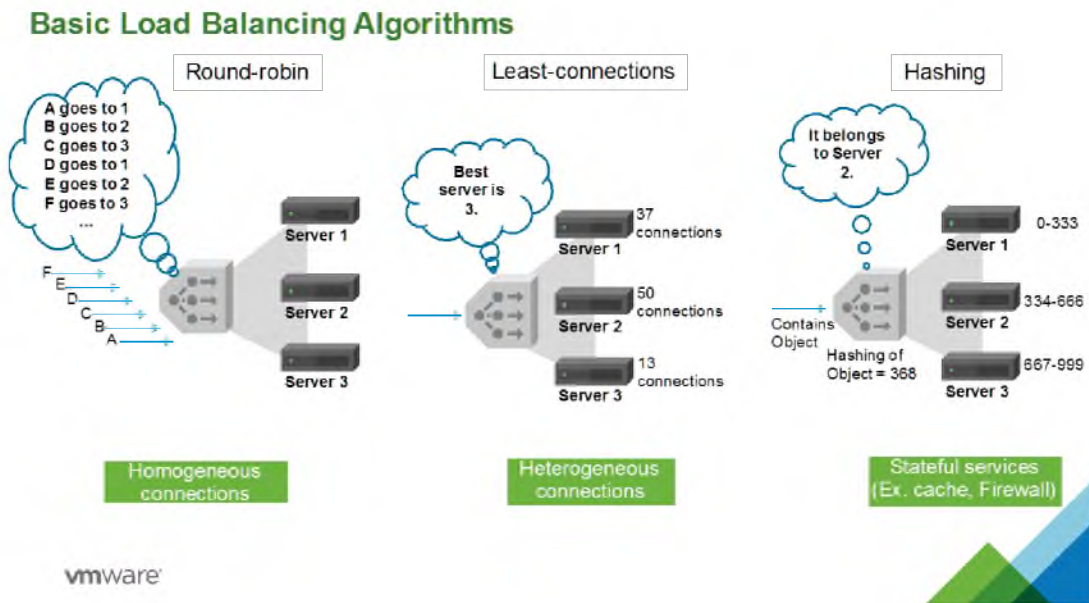 Basic Load Balancing Algorithms
Round-robin
A goes to 1
B goes to 2
C goes to 3
D goes to 1
E goes to 2
F goes to 3
...
F
E
D
C
B
A
Server 1
Server 2
Server 3
Homogeneous
connections
Least-connections
Best
server is
3.
37
connections
Server 1
50
connections
Server 2
13
connections
Server 3
Heterogeneous
connections
Hashing
It belongs
to Server
2.
0-333
Server 1
334-666
Server 2
Contains
Object
Hashing of
Object = 368
667-999
Server 3
Stateful services
(Ex. cache, Firewall)
vmware